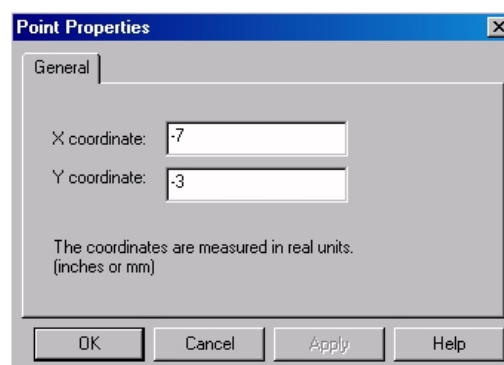 Point Properties
General
X coordinate: -7
Y coordinate: -3
The coordinates are measured in real units.
(inches or mm)
OK Cancel Apply Help